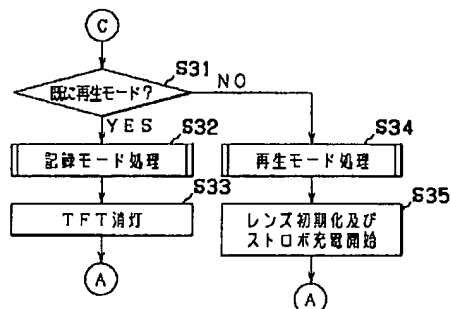 C
既に再生モード?
S31
NO
YES
S32
S34
記録モード処理
再生モード処理
S33
S35
TFT消灯
レンズ初期化及び
ストロボ充電開始
A
A